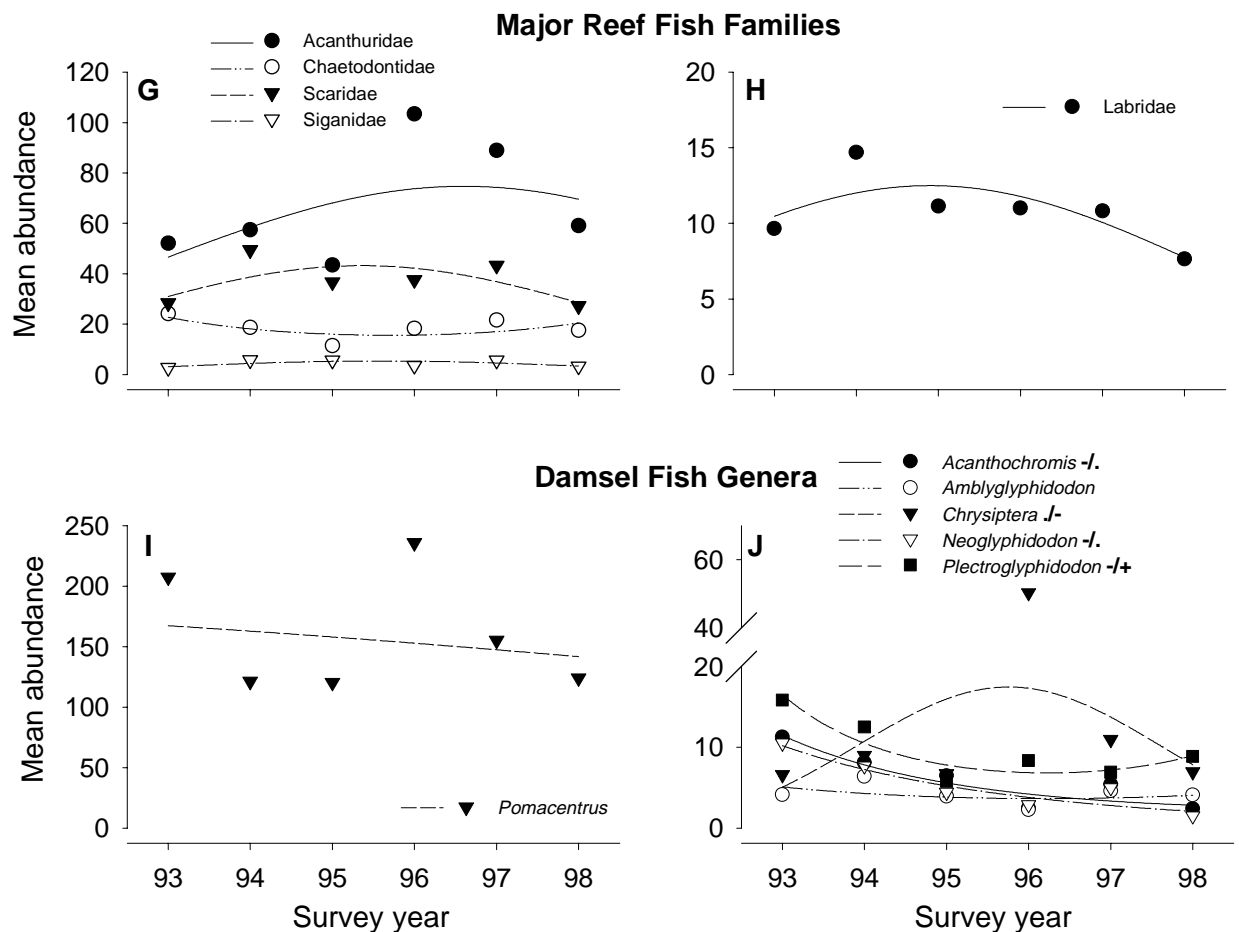 Major Reef Fish Families
Acanthuridae
Chaetodontidae
Scaridae
Siganidae
G
120
100
80
60
40
20
0
Mean abundance
H
Labridae
20
15
10
5
0
Damsel Fish Genera
Acanthochromis -/.
Amblyglyphidodon
Chrysiptera ./-
Neoglyphidodon -/.
Plectroglyphidodon -/+
I
250
200
150
100
50
0
Mean abundance
Pomacentrus
93 94 95 96 97 98
Survey year
J
60
40
20
10
0
93 94 95 96 97 98
Survey year